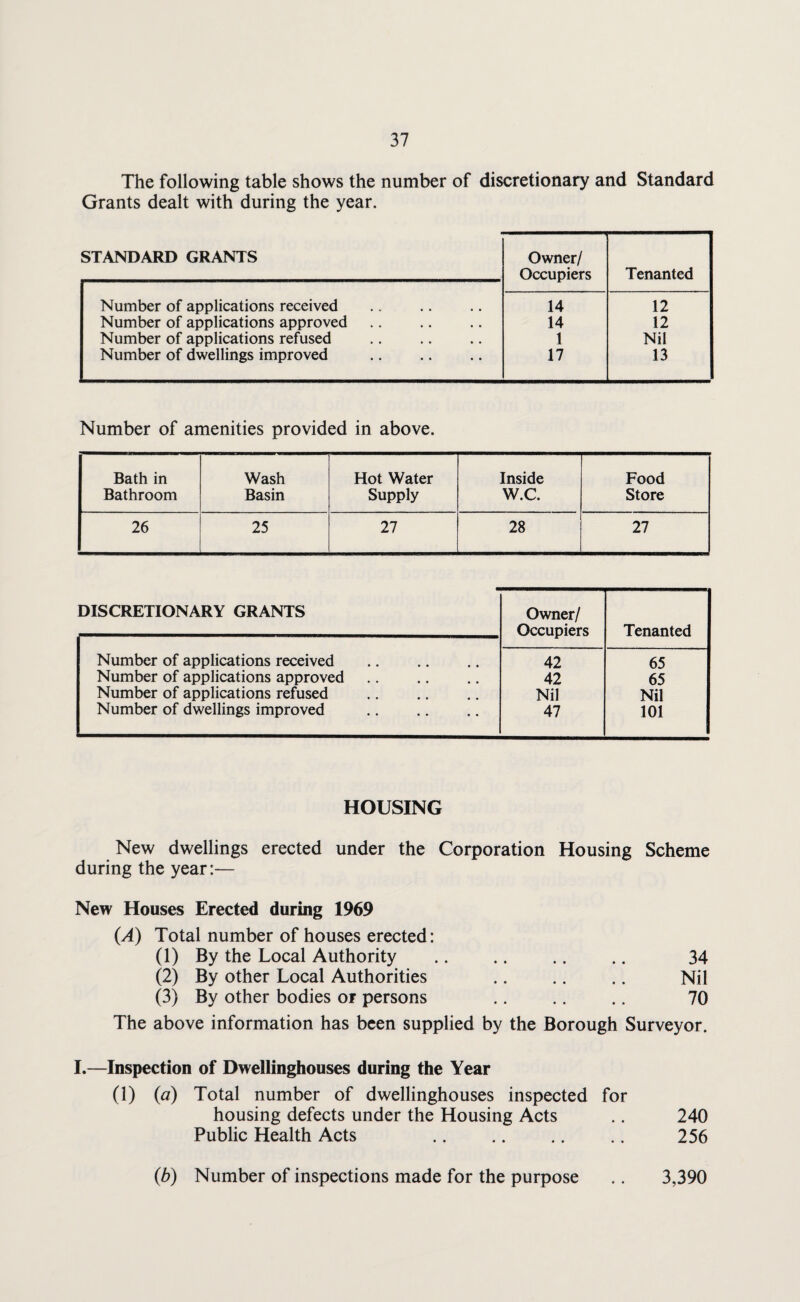 37
The following table shows the number of discretionary and Standard
Grants dealt with during the year.
STANDARD GRANTS Owner/ Occupiers Tenanted
Number of applications received .. .. .. 14 12
Number of applications approved .. .. .. 14 12
Number of applications refused .. .. .. 1 Nil
Number of dwellings improved .. .. .. 17 13
Number of amenities provided in above.
Bath in Bathroom Wash Basin Hot Water Supply Inside W.C. Food Store
26 25 27 28 27
DISCRETIONARY GRANTS Owner/ Occupiers Tenanted
Number of applications received .. .. .. 42 65
Number of applications approved .. .. .. 42 65
Number of applications refused .. .. .. Nil Nil
Number of dwellings improved .. .. .. 47 101
HOUSING
New dwellings erected under the Corporation Housing Scheme
during the year:—
New Houses Erected during 1969
(A) Total number of houses erected:
(1) By the Local Authority .. .. .. .. 34
(2) By other Local Authorities .. .. .. Nil
(3) By other bodies or persons .. .. .. 70
The above information has been supplied by the Borough Surveyor.
I.—Inspection of Dwellinghouses during the Year
(1) (a) Total number of dwellinghouses inspected for
housing defects under the Housing Acts .. 240
Public Health Acts .. .. .. .. 256
(b) Number of inspections made for the purpose .. 3,390